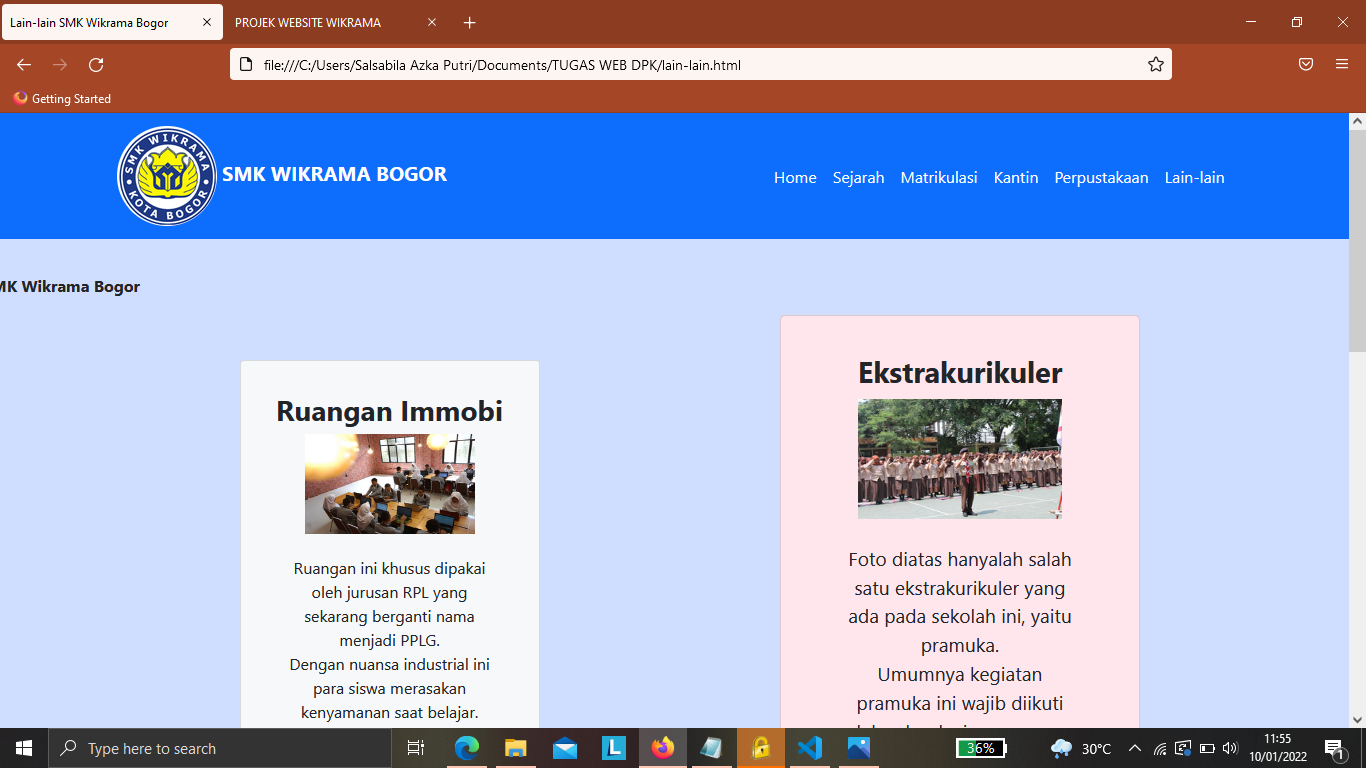 Lain-lain SMK Wikrama Bogor
PROJEK WEBSITE WIKRAMA
file:///C:/Users/Salsabila Azka Putri/Documents/TUGAS WEB DPK/lain-lain.html
Getting Started
SMK WIKRAMA
KOTA BOGOR
SMK WIKRAMA BOGOR
Home Sejarah Matrikulasi Kantin Perpustakaan Lain-lain
MK Wikrama Bogor
Ruangan Immobi
Ruangan ini khusus dipakai
oleh jurusan RPL yang
sekarang berganti nama
menjadi PPLG.
Dengan nuansa industrial ini
para siswa merasakan
kenyamanan saat belajar.
Ekstrakurikuler
Foto diatas hanyalah salah
satu ekstrakurikuler yang
ada pada sekolah ini, yaitu
pramuka.
Umumnya kegiatan
pramuka ini wajib diikuti
Type here to search
L
36%
30°C
11:55
10/01/2022
1